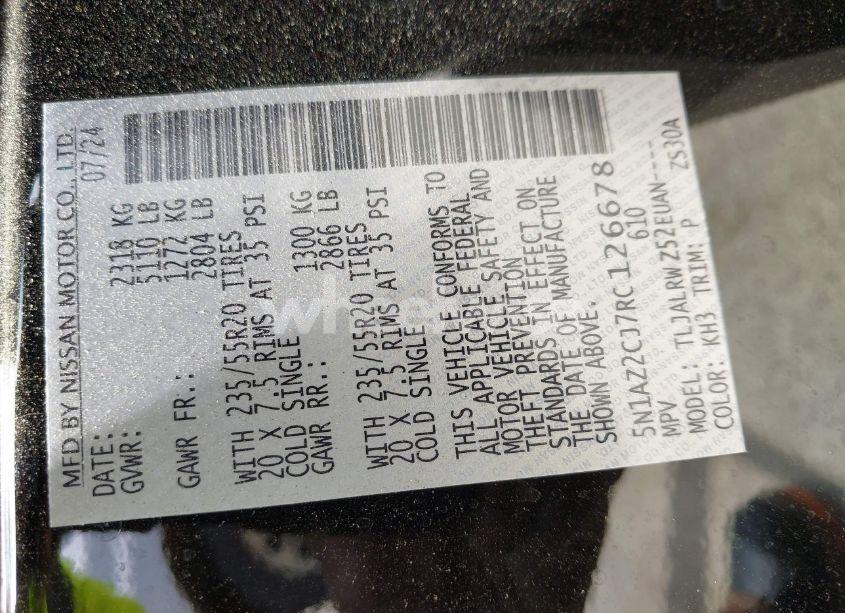 MFD BY NISSAN MOTOR CO., LTD.
DATE: 07/24
GVWR: 2318 KG
5110 LB
GAWR FR.: 1272 KG
2804 LB
WITH 235/55R20 TIRES
20 X 7.5 RIMS AT 35 PSI
COLD SINGLE
GAWR RR.: 1300 KG
2866 LB
WITH 235/55R20 TIRES
20 X 7.5 RIMS AT 35 PSI
COLD SINGLE
THIS VEHICLE CONFORMS TO
ALL APPLICABLE FEDERAL
MOTOR VEHICLE SAFETY AND
THEFT PREVENTION
STANDARDS IN EFFECT ON
THE DATE OF MANUFACTURE
SHOWN ABOVE.
5N1AZ2CJ7RC126678
MPV 610
MODEL: TLJALRWZ52EUAN----
COLOR: KH3 TRIM: P ZS30A